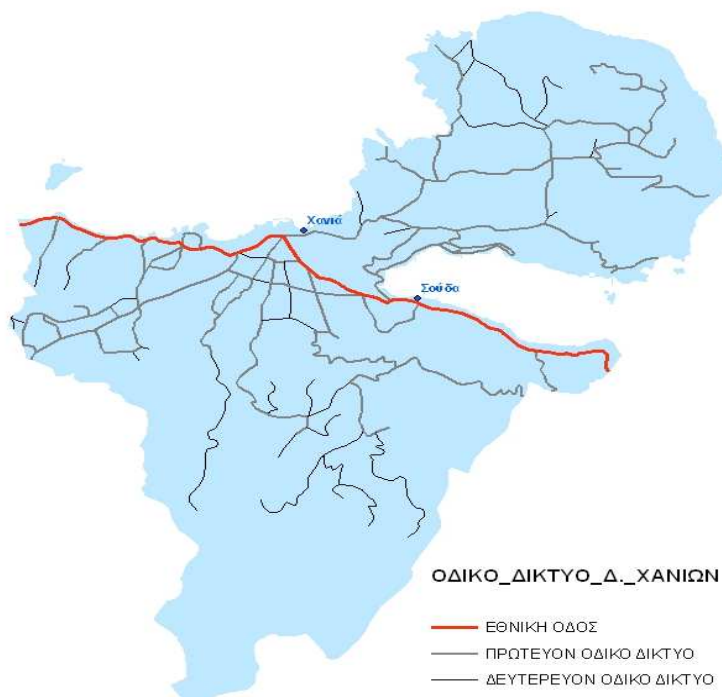 Χανιά
Σούδα
ΟΔΙΚΟ_ΔΙΚΤΥΟ_Δ._ΧΑΝΙΩΝ
ΕΘΝΙΚΗ ΟΔΟΣ
ΠΡΩΤΕΥΟΝ ΟΔΙΚΟ ΔΙΚΤΥΟ
ΔΕΥΤΕΡΕΥΟΝ ΟΔΙΚΟ ΔΙΚΤΥΟ